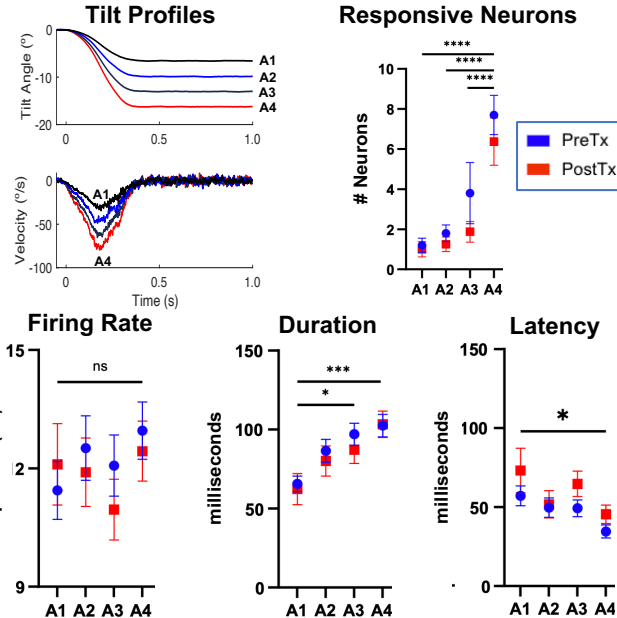 Tilt Profiles
Tilt Angle (°)
0
-10
-20
0
0.5
1.0
A1
A2
A3
A4
Velocity (°/s)
0
-50
-100
A1
A4
0
0.5
1.0
Time (s)
Responsive Neurons
****
****
****
# Neurons
10
8
6
4
2
0
A1 A2 A3 A4
PreTx
PostTx
Firing Rate
15
9
ns
A1 A2 A3 A4
Duration
milliseconds
150
100
50
0
***
*
A1 A2 A3 A4
Latency
milliseconds
150
100
50
0
*
A1 A2 A3 A4